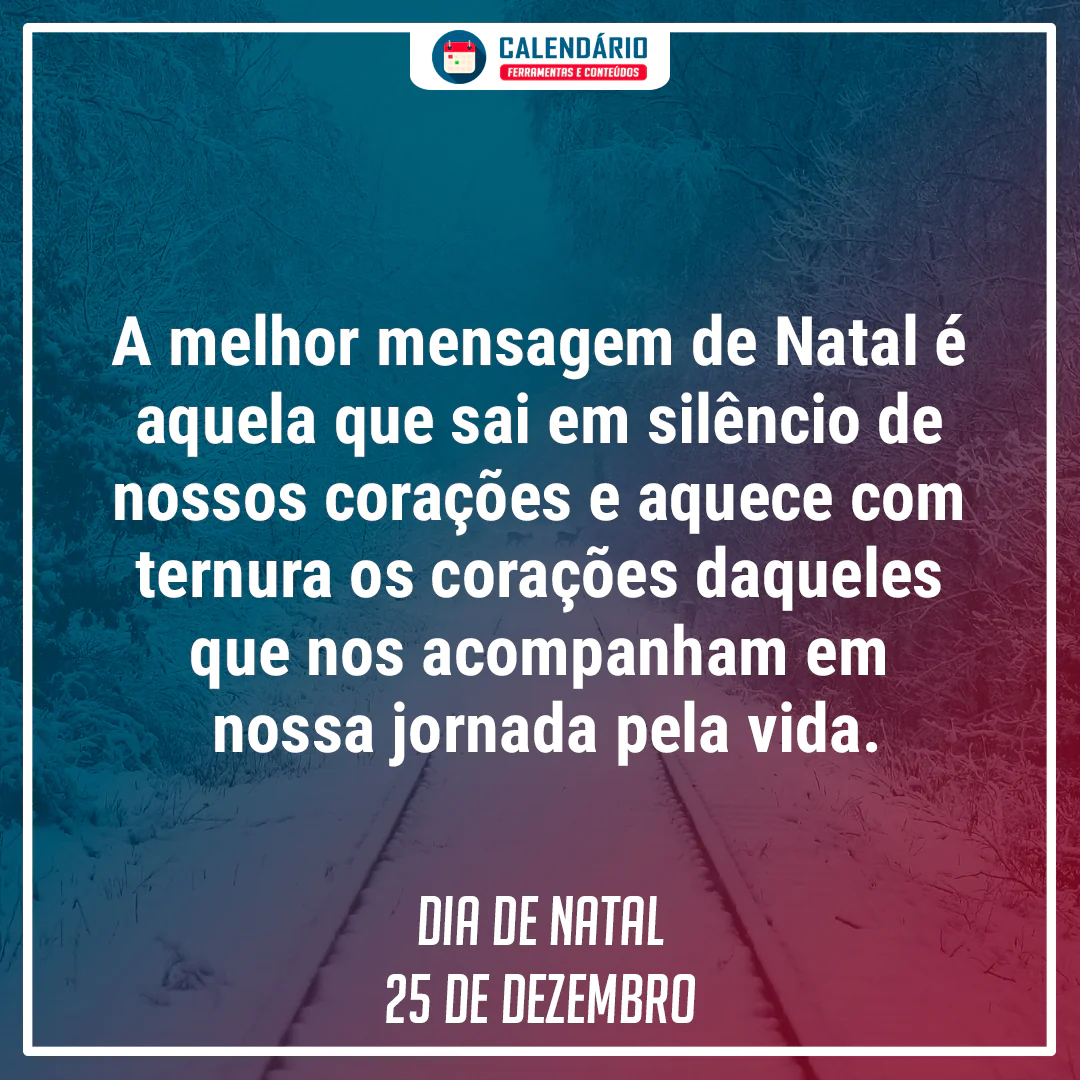 CALENDÁRIO
FERRAMENTAS E CONTEÚDOS
A melhor mensagem de Natal é
aquela que sai em silêncio de
nossos corações e aquece com
ternura os corações daqueles
que nos acompanham em
nossa jornada pela vida.
DIA DE NATAL
25 DE DEZEMBRO